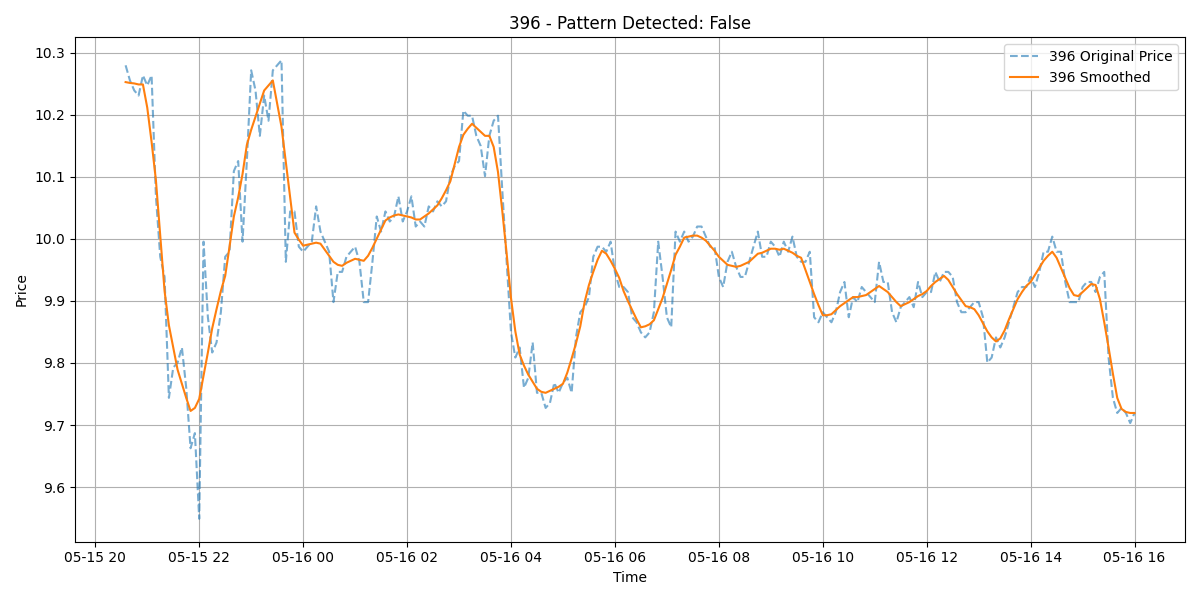 396 - Pattern Detected: False
396 Original Price
396 Smoothed
Price
10.3
10.2
10.1
10.0
9.9
9.8
9.7
9.6
05-15 20 05-15 22 05-16 00 05-16 02 05-16 04 05-16 06 05-16 08 05-16 10 05-16 12 05-16 14 05-16 16
Time